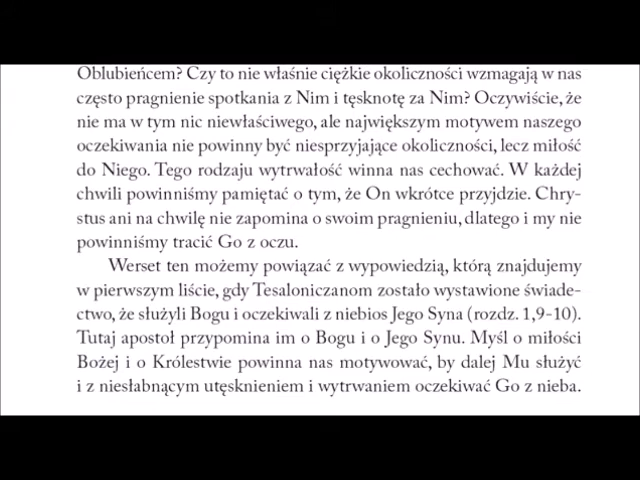 Oblubieńcem? Czy to nie właśnie ciężkie okoliczności wzmagają w nas
często pragnienie spotkania z Nim i tęsknotę za Nim? Oczywiście, że
nie ma w tym nic niewłaściwego, ale największym motywem naszego
oczekiwania nie powinny być niesprzyjające okoliczności, lecz miłość
do Niego. Tego rodzaju wytrwałość winna nas cechować. W każdej
chwili powinniśmy pamiętać o tym, że On wkrótce przyjdzie. Chry-
stus ani na chwilę nie zapomina o swoim pragnieniu, dlatego i my nie
powinniśmy tracić Go z oczu.
Werset ten możemy powiązać z wypowiedzią, którą znajdujemy
w pierwszym liście, gdy Tesaloniczanom zostało wystawione świade-
ctwo, że służyli Bogu i oczekiwali z niebios Jego Syna (rozdz. 1,9-10).
Tutaj apostoł przypomina im o Bogu i o Jego Synu. Myśl o miłości
Bożej i o Królestwie powinna nas motywować, by dalej Mu służyć
i z niesłabnącym utęsknieniem i wytrwaniem oczekiwać Go z nieba.